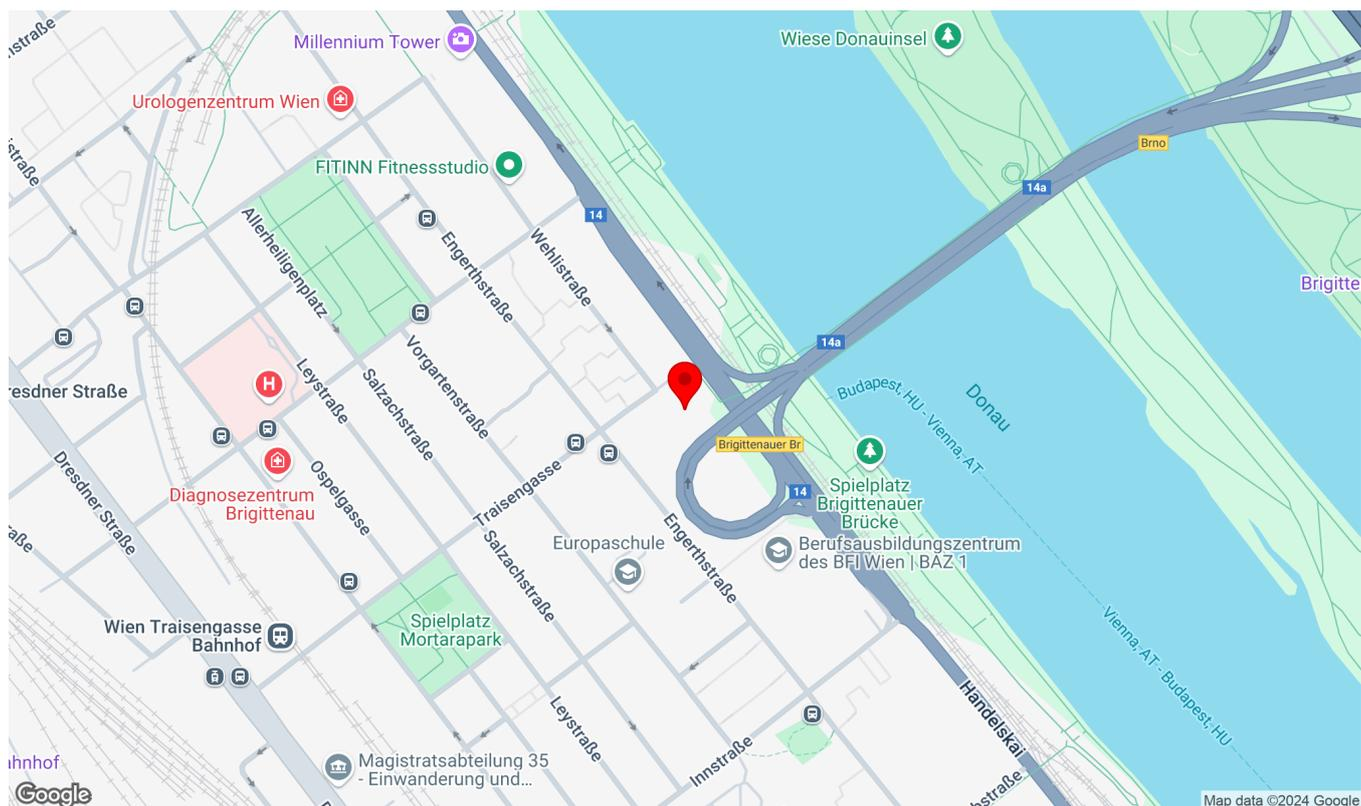 Millennium Tower
Wiese Donauinsel
Urologenzentrum Wien
Brno
FITINN Fitnessstudio
14a
14
Allerheiligenplatz
Engerthstraße
Wehlistraße
Brigitte
14a
Vorgartenstraße
Leystraße
Salzachstraße
resdner Straße
H
Budapest, HU - Vienna, AT
Donau
Brigittenauer Br
Dresdner Straße
Ospelgasse
Diagnosezentrum
Brigittenau
Traisengasse
Spielplatz
Brigittenauer
Brücke
14
Engerthstraße
Europaschule
Salzachstraße
Berufsausbildungszentrum
des BFI Wien | BAZ 1
Wien Traisengasse
Bahnhof
Spielplatz
Mortarapark
Vienna, AT - Budapest, HU
Handelskai
Leystraße
Innstraße
ahnhof
Magistratsabteilung 35
- Einwanderung und...
Google
Map data ©2024 Google